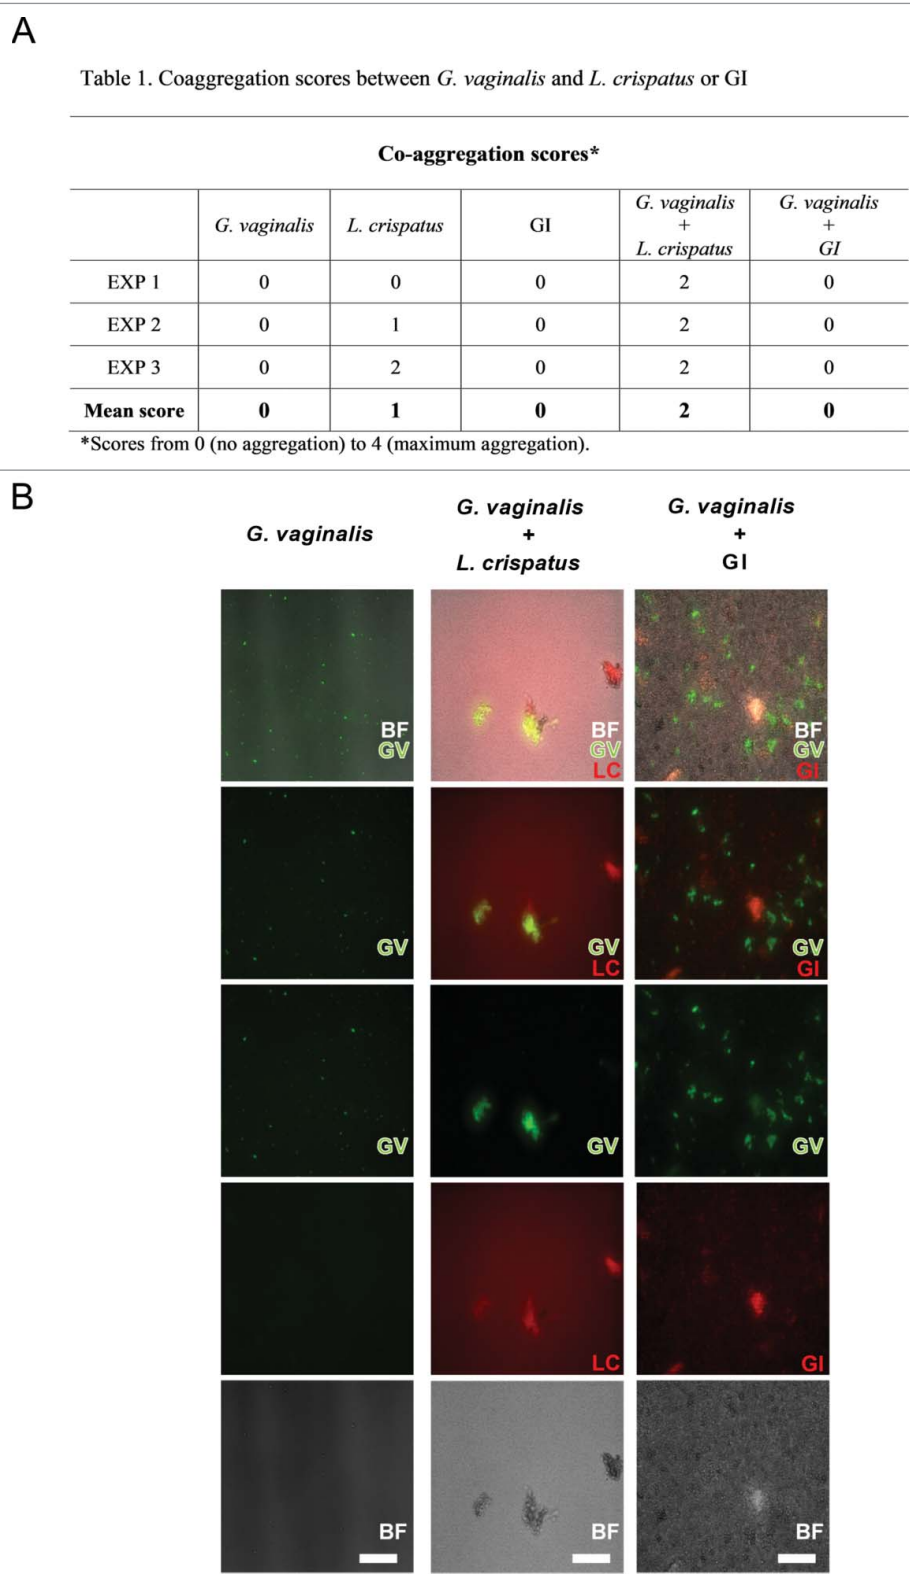 A
Table 1. Coaggregation scores between G. vaginalis and L. crispatus or GI
Co-aggregation scores*
G. vaginalis L. crispatus GI G. vaginalis + L. crispatus G. vaginalis + GI
EXP 1 0 0 0 2 0
EXP 2 0 1 0 2 0
EXP 3 0 2 0 2 0
Mean score 0 1 0 2 0
*Scores from 0 (no aggregation) to 4 (maximum aggregation).
B
G. vaginalis
G. vaginalis
+
L. crispatus
G. vaginalis
+
GI
BF
GV
BF
GV
LC
BF
GV
GI
GV
GV
LC
GV
GI
GV
GV
GV
LC
GI
BF
BF
BF